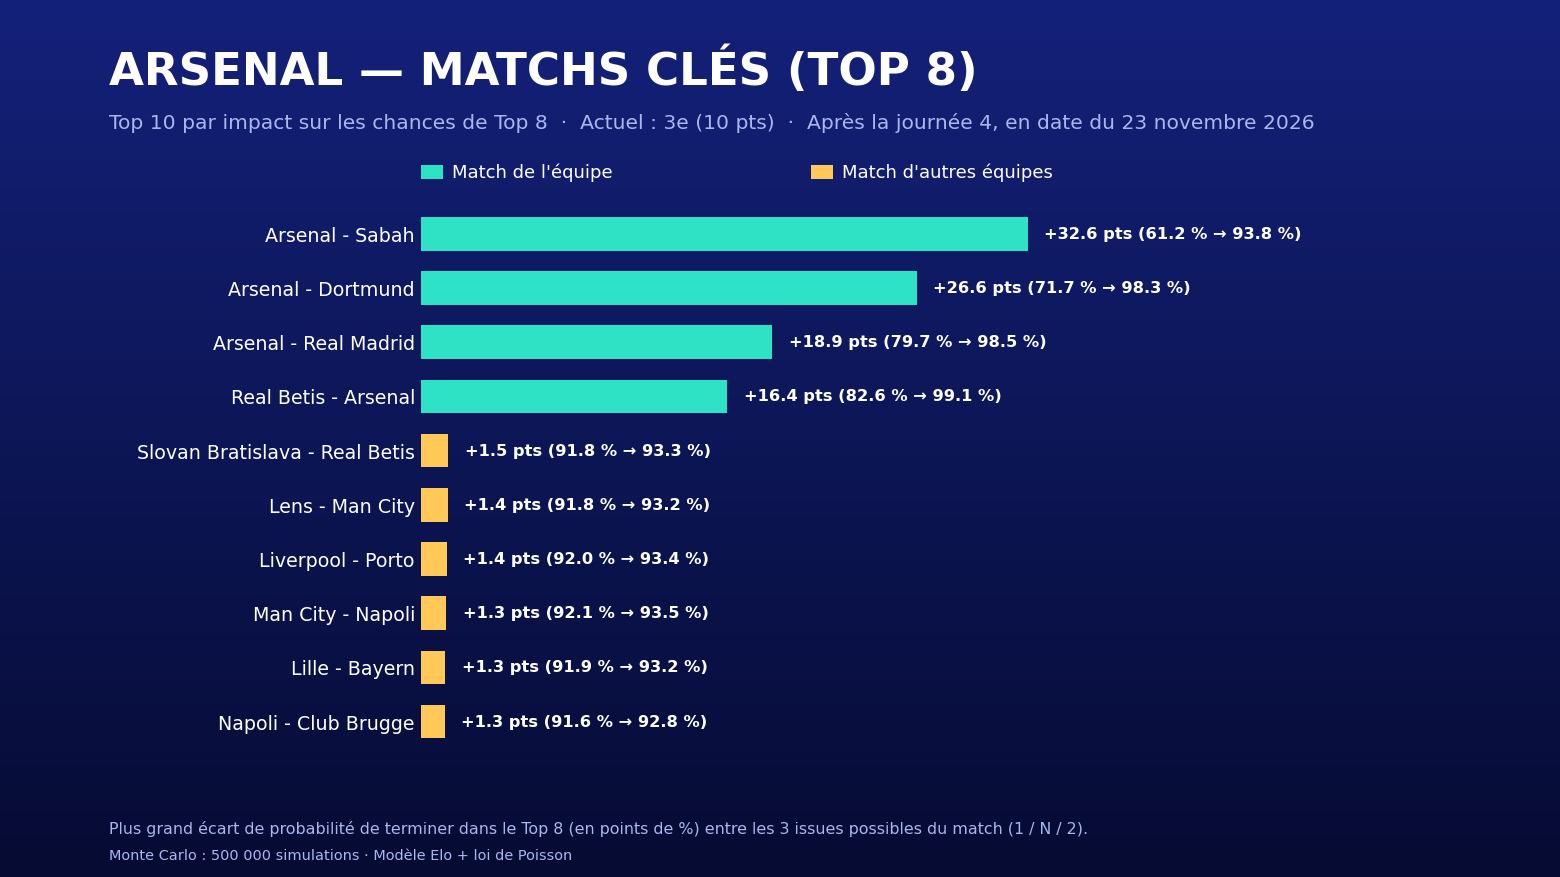 ARSENAL — MATCHS CLÉS (TOP 8)
Top 10 par impact sur les chances de Top 8 · Actuel : 3e (10 pts) · Après la journée 4, en date du 23 novembre 2026
Match de l'équipe
Match d'autres équipes
Arsenal - Sabah +32.6 pts (61.2 % → 93.8 %)
Arsenal - Dortmund +26.6 pts (71.7 % → 98.3 %)
Arsenal - Real Madrid +18.9 pts (79.7 % → 98.5 %)
Real Betis - Arsenal +16.4 pts (82.6 % → 99.1 %)
Slovan Bratislava - Real Betis +1.5 pts (91.8 % → 93.3 %)
Lens - Man City +1.4 pts (91.8 % → 93.2 %)
Liverpool - Porto +1.4 pts (92.0 % → 93.4 %)
Man City - Napoli +1.3 pts (92.1 % → 93.5 %)
Lille - Bayern +1.3 pts (91.9 % → 93.2 %)
Napoli - Club Brugge +1.3 pts (91.6 % → 92.8 %)
Plus grand écart de probabilité de terminer dans le Top 8 (en points de %) entre les 3 issues possibles du match (1 / N / 2).
Monte Carlo : 500 000 simulations · Modèle Elo + loi de Poisson